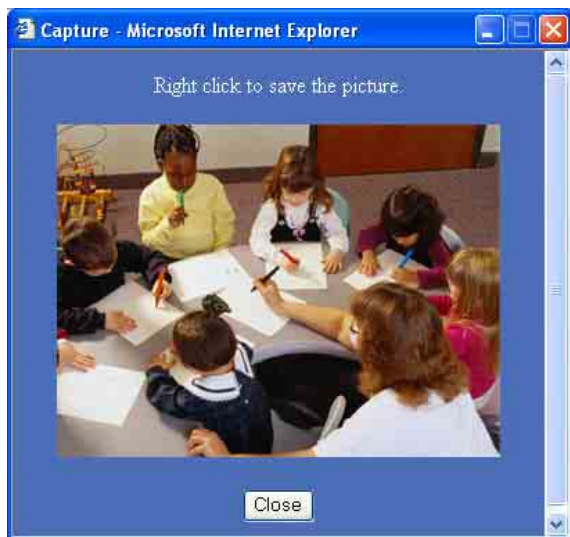 Capture - Microsoft Internet Explorer
Right click to save the picture.
Close